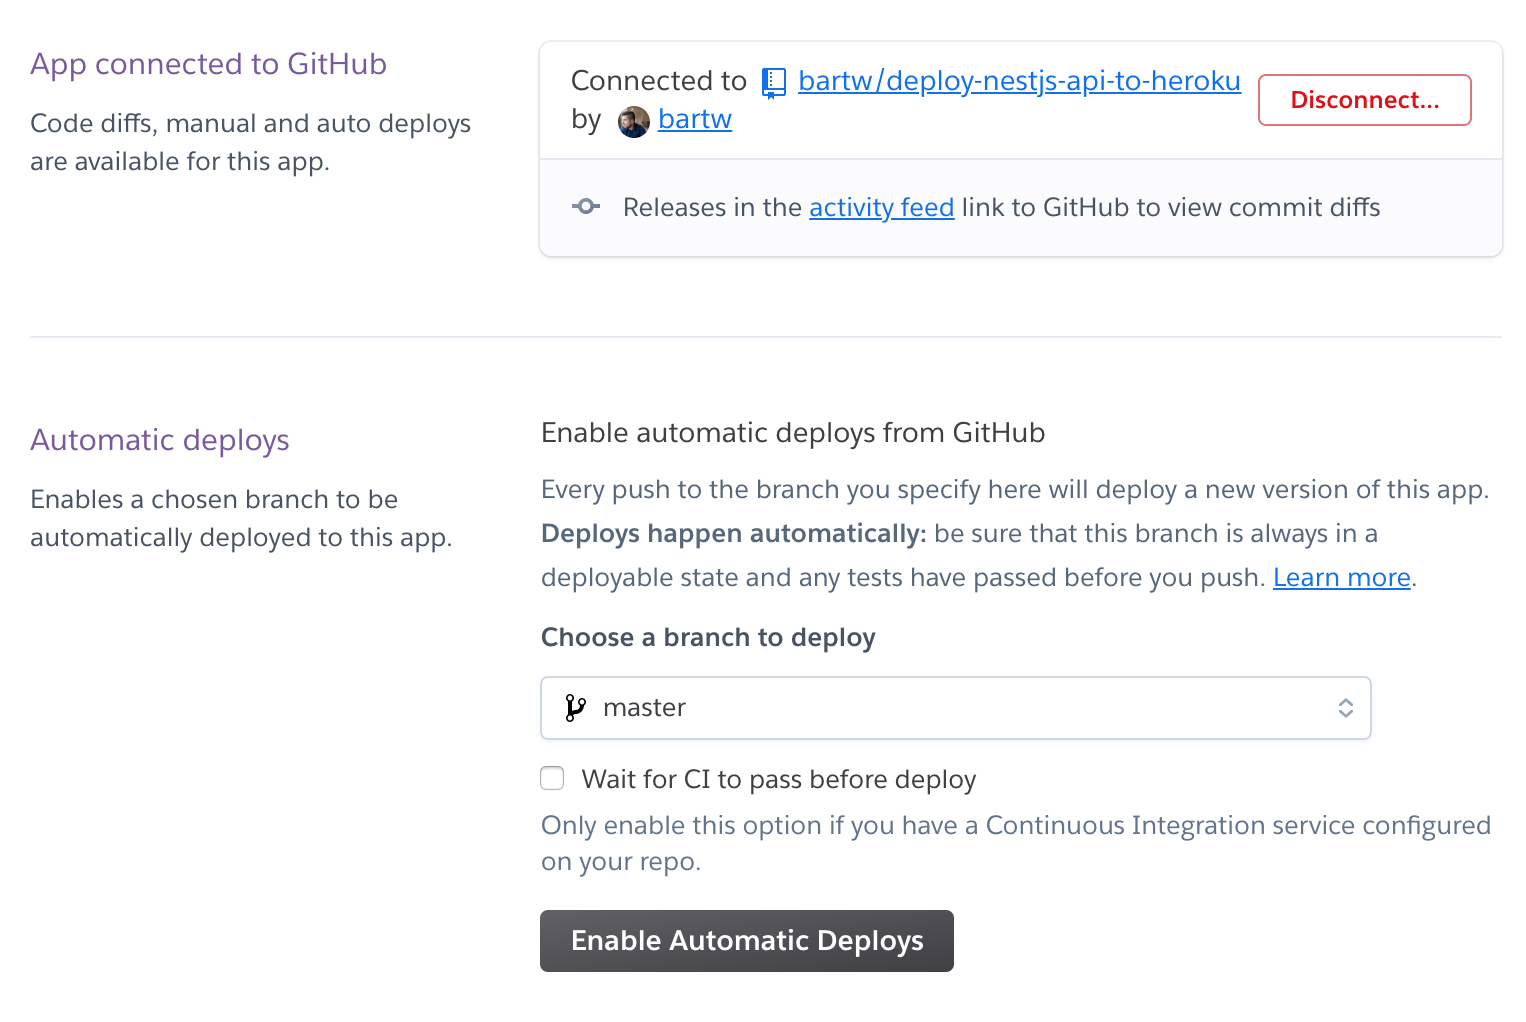 App connected to GitHub
Code diffs, manual and auto deploys
are available for this app.
Connected to bartw/deploy-nestjs-api-to-heroku
by bartw
Disconnect...
Releases in the activity feed link to GitHub to view commit diffs
Automatic deploys
Enables a chosen branch to be
automatically deployed to this app.
Enable automatic deploys from GitHub
Every push to the branch you specify here will deploy a new version of this app.
Deploys happen automatically: be sure that this branch is always in a
deployable state and any tests have passed before you push. Learn more.
Choose a branch to deploy
master
Wait for CI to pass before deploy
Only enable this option if you have a Continuous Integration service configured
on your repo.
Enable Automatic Deploys